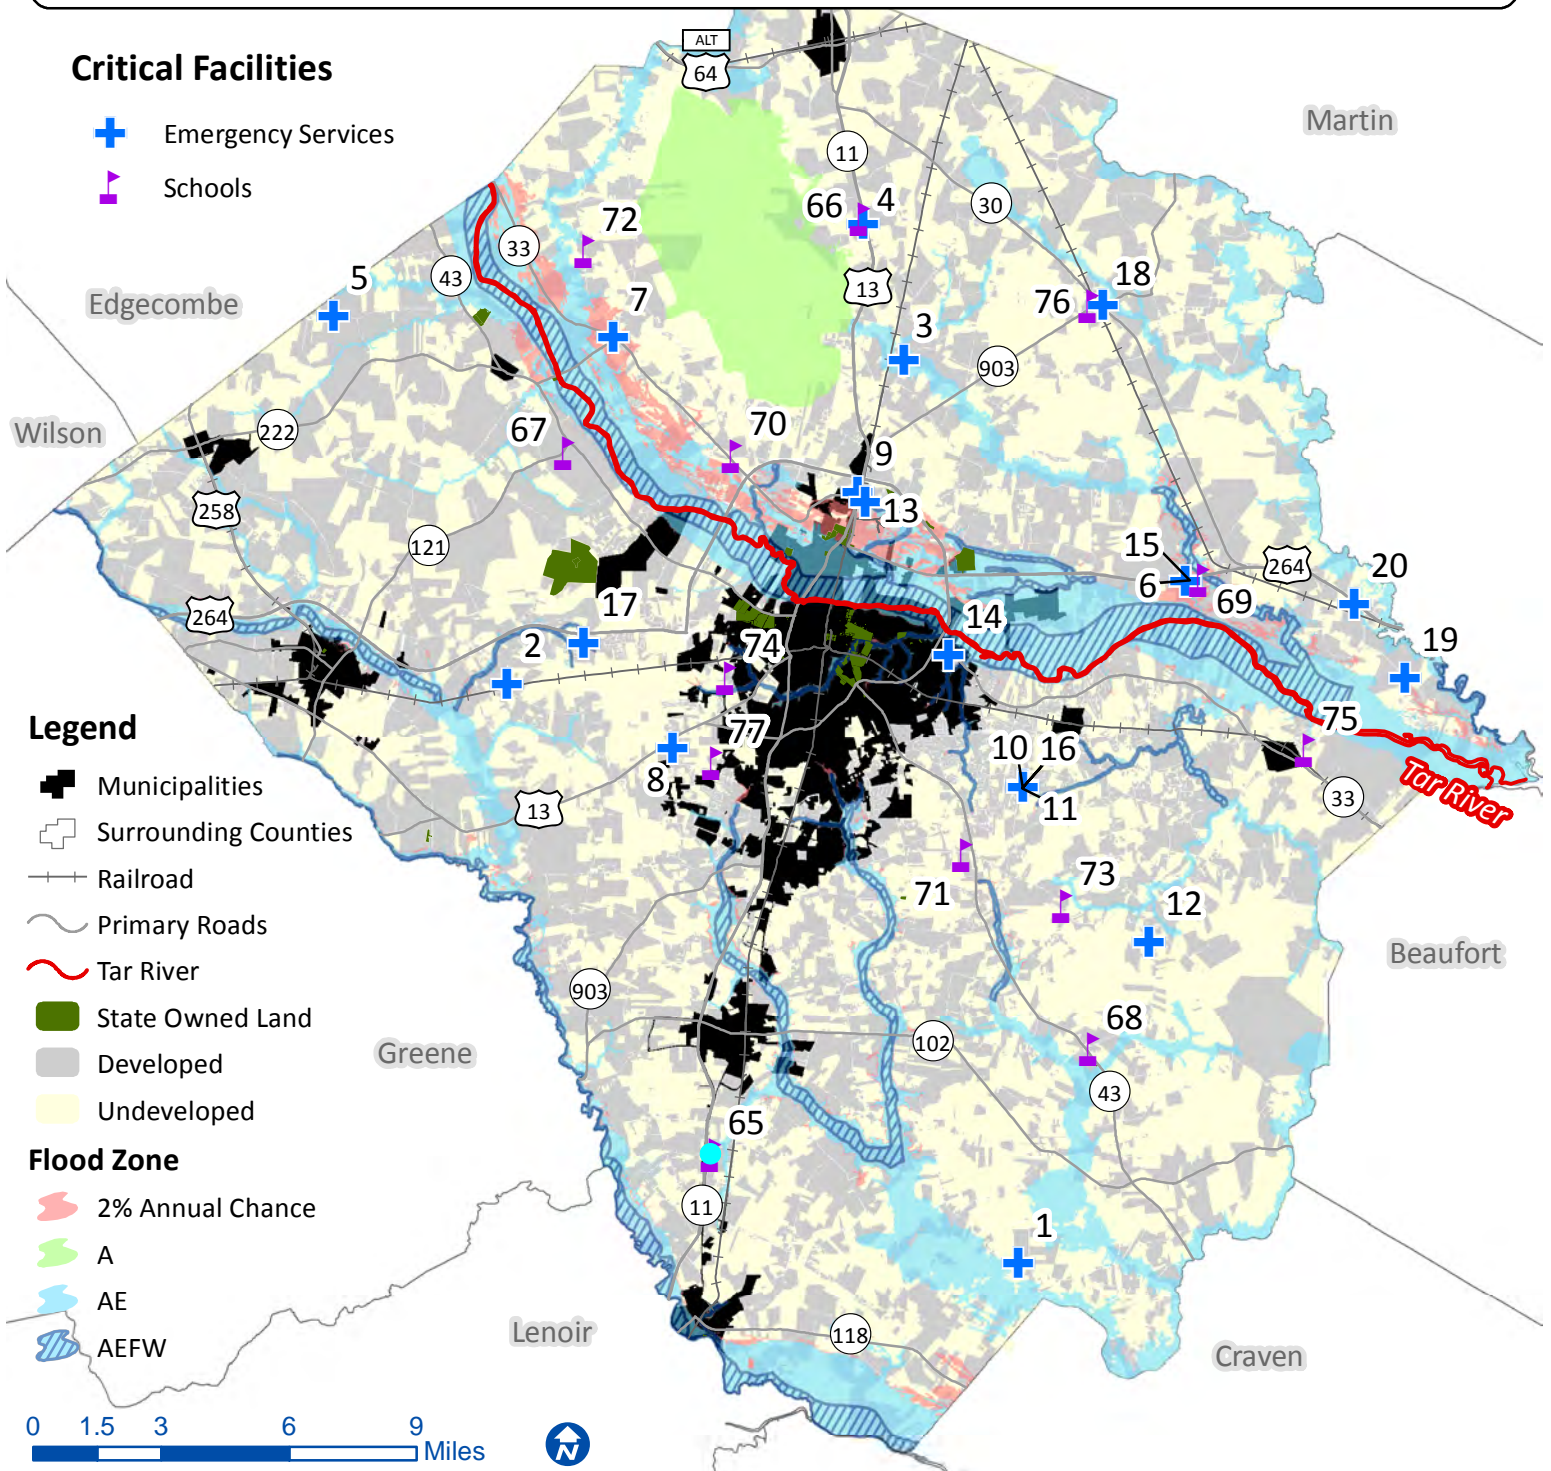 Critical Facilities
Emergency Services
Schools
ALT
64
Martin
11
66
4
30
72
33
43
5
7
13
18
76
3
903
Edgecombe
Wilson
222
67
70
9
13
258
121
15
6
69
264
20
264
17
2
14
74
19
75
77
8
10
16
11
13
33
Tar River
Legend
Municipalities
Surrounding Counties
Railroad
Primary Roads
Tar River
State Owned Land
Developed
Undeveloped
71
73
12
Beaufort
903
68
102
43
Greene
65
11
1
Flood Zone
2% Annual Chance
A
AE
AEFW
Lenoir
118
Craven
0 1.5 3 6 9
Miles
N